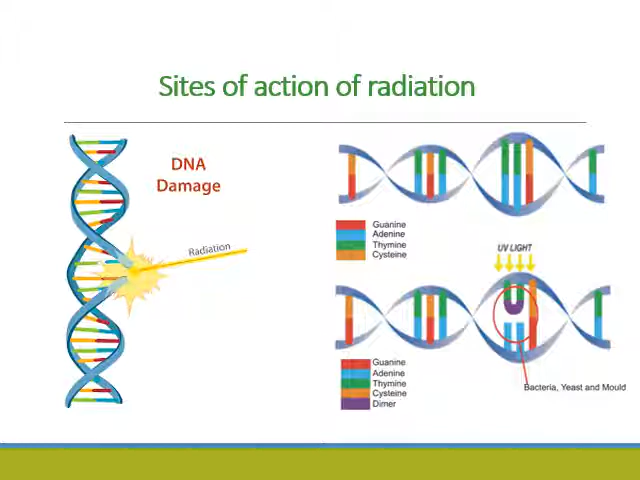 Sites of action of radiation
DNA
Damage
Radiation
Guanine
Adenine
Thymine
Cysteine
UV LIGHT
Guanine
Adenine
Thymine
Cysteine
Dimer
Bacteria, Yeast and Mould